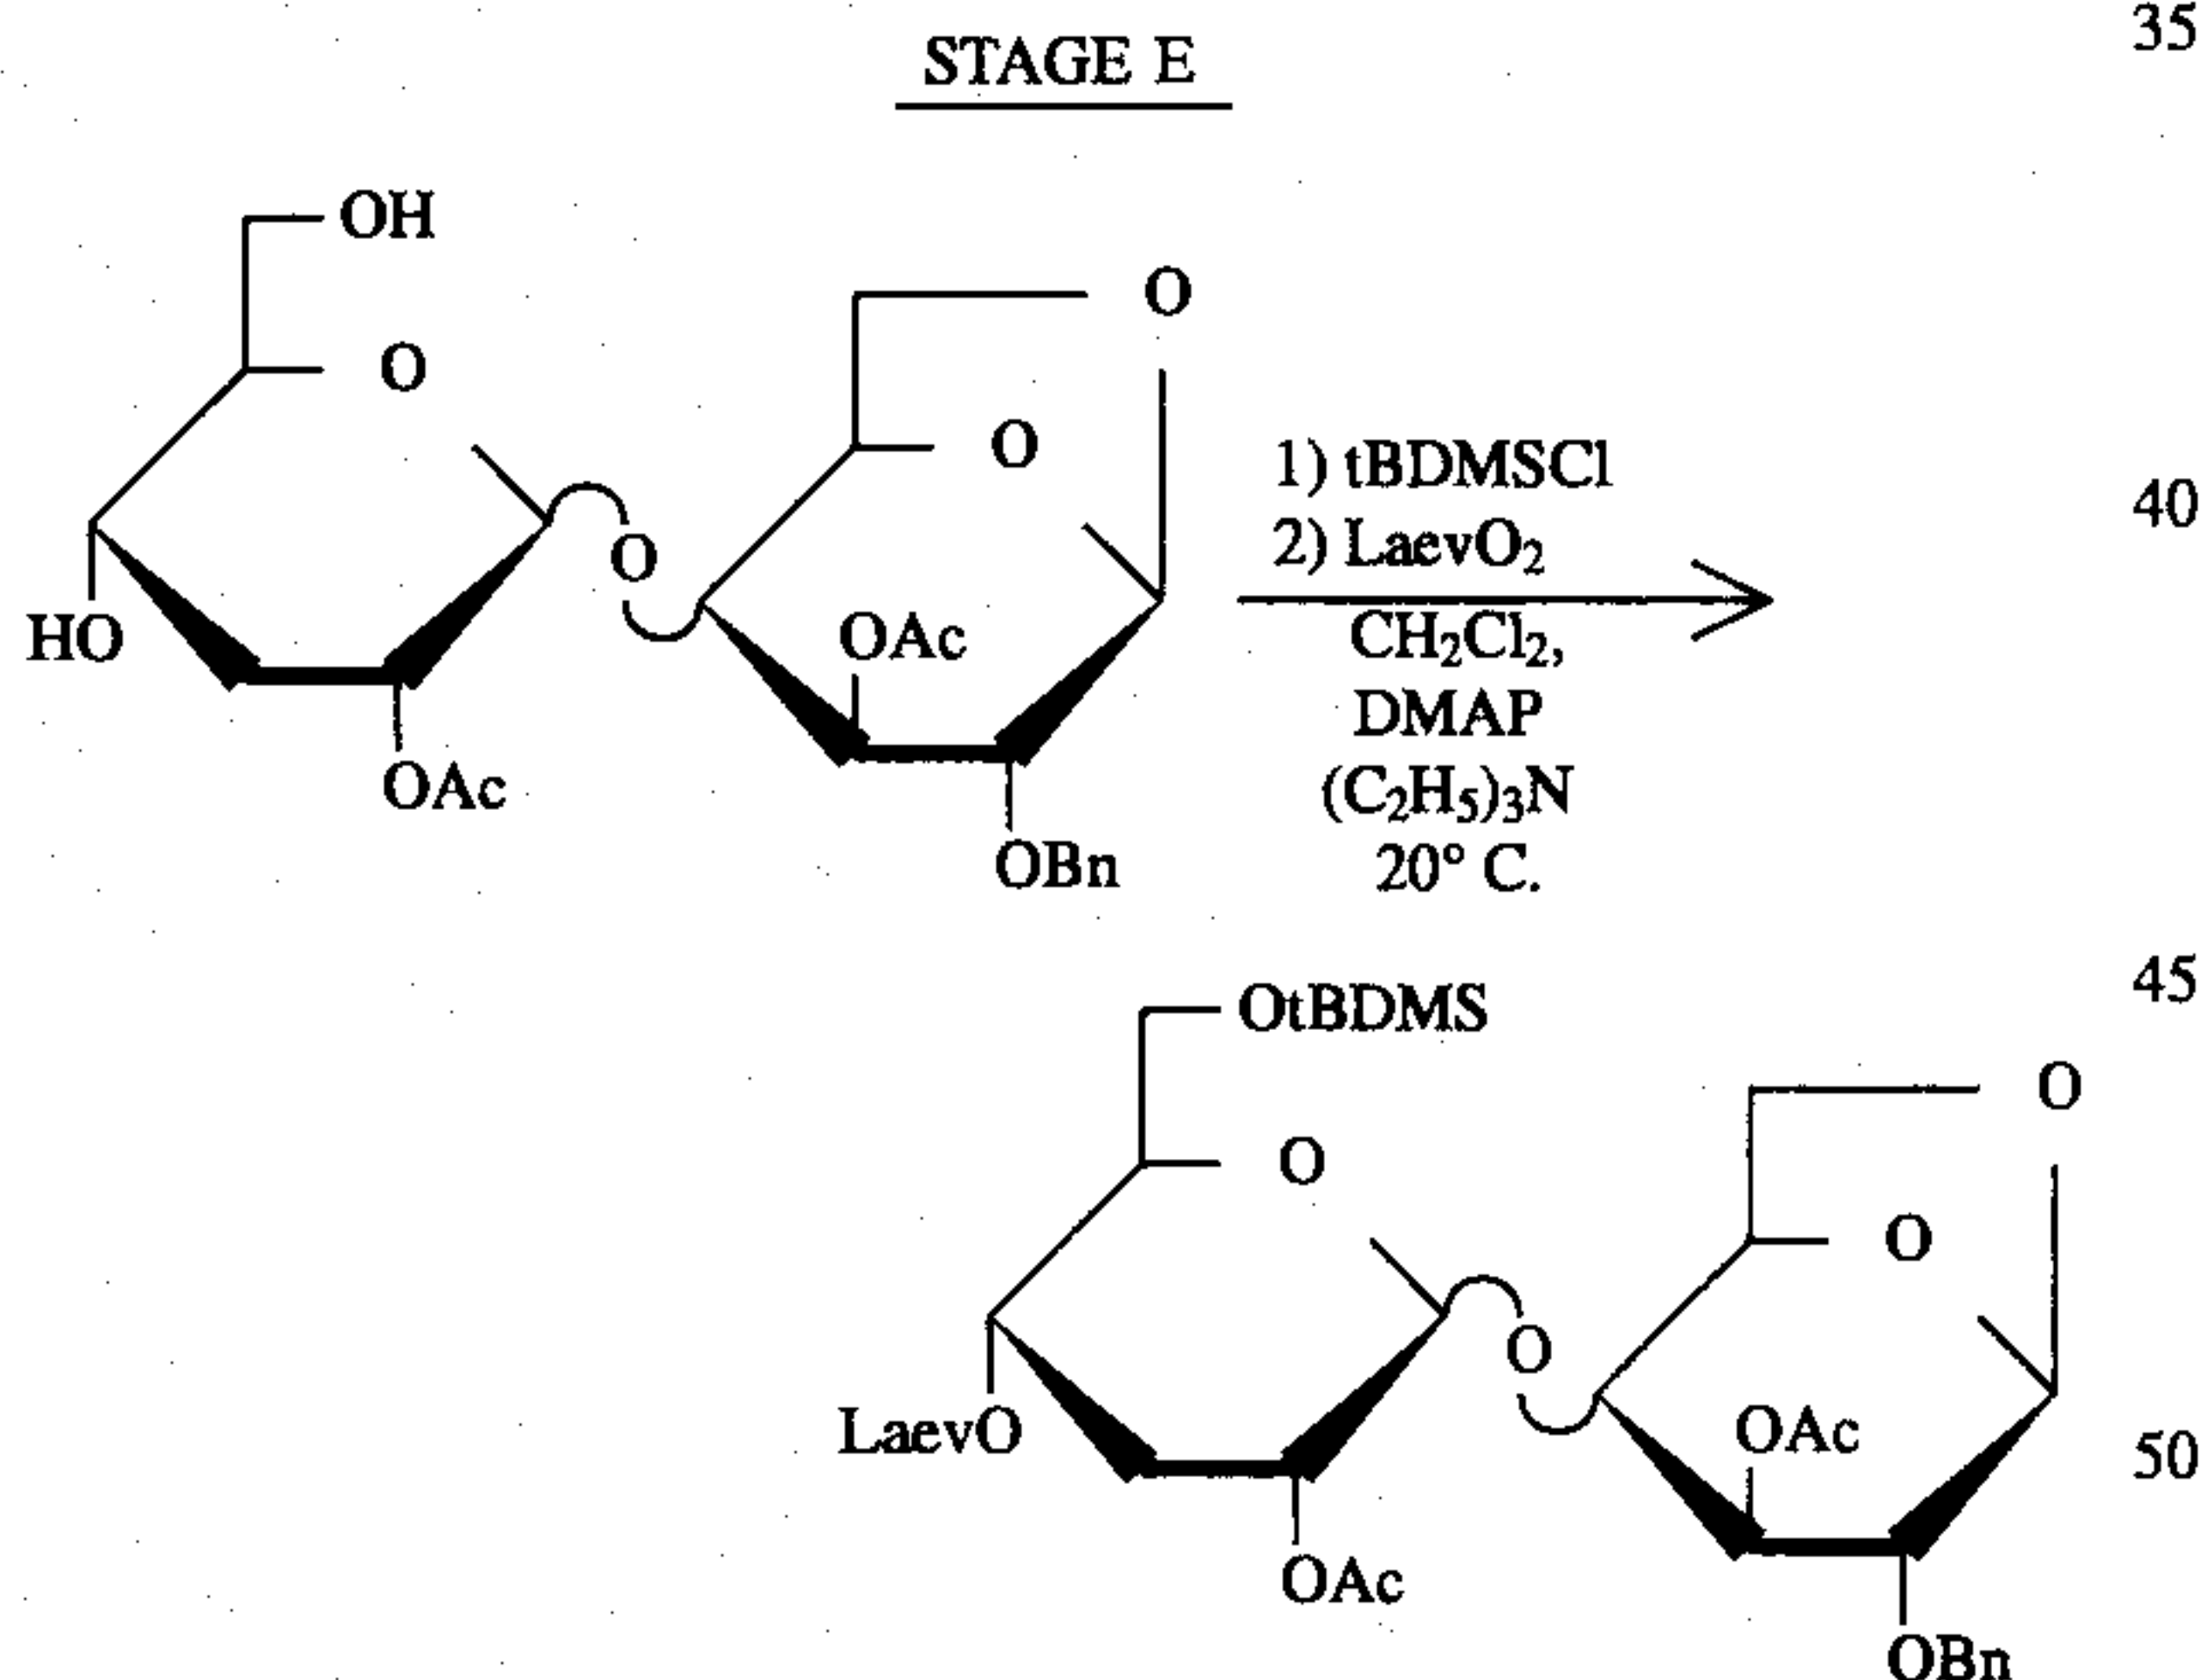 35
STAGE E
OH
O
O
O
O
1) tBDMSCl
40
2) LaevO2
O
HO
OAc
CH2Cl2,
DMAP
OAc
(C2H5)3N
OBn
20° C.
45
OtBDMS
O
O
O
O
LaevO
OAc
50
OAc
OBn